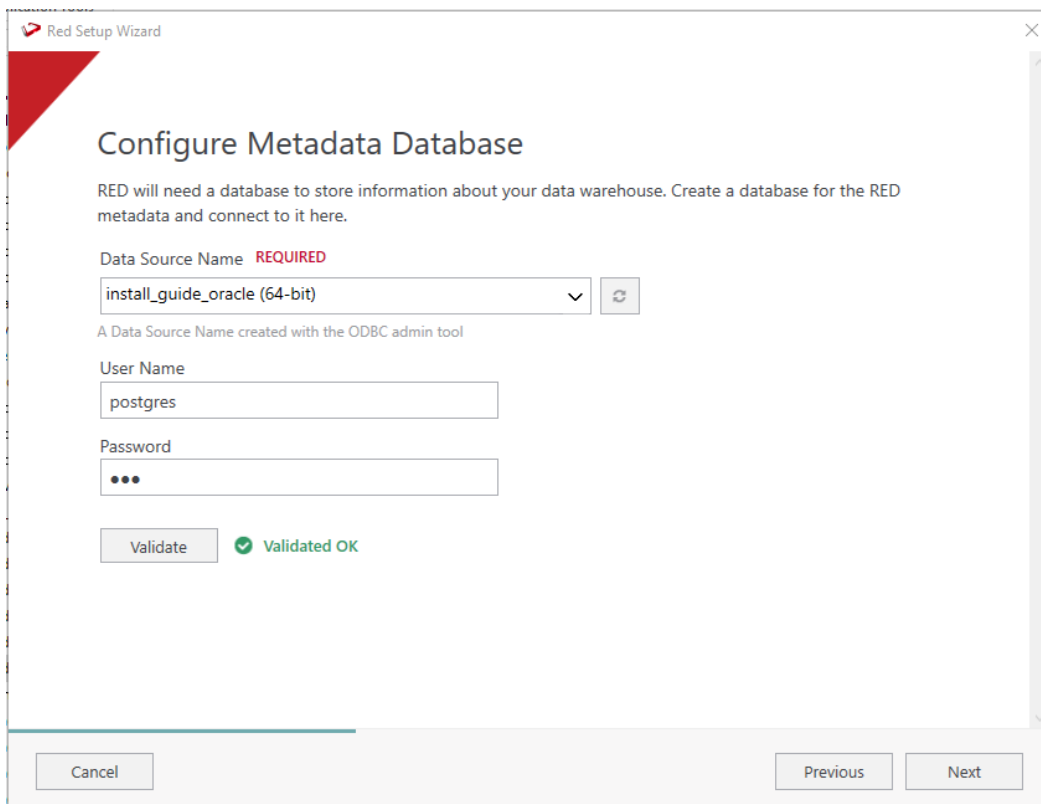 Red Setup Wizard
Configure Metadata Database
RED will need a database to store information about your data warehouse. Create a database for the RED
metadata and connect to it here.
Data Source Name REQUIRED
install_guide_oracle (64-bit)
A Data Source Name created with the ODBC admin tool
User Name
postgres
Password
•••
Validate Validated OK
Cancel Previous Next